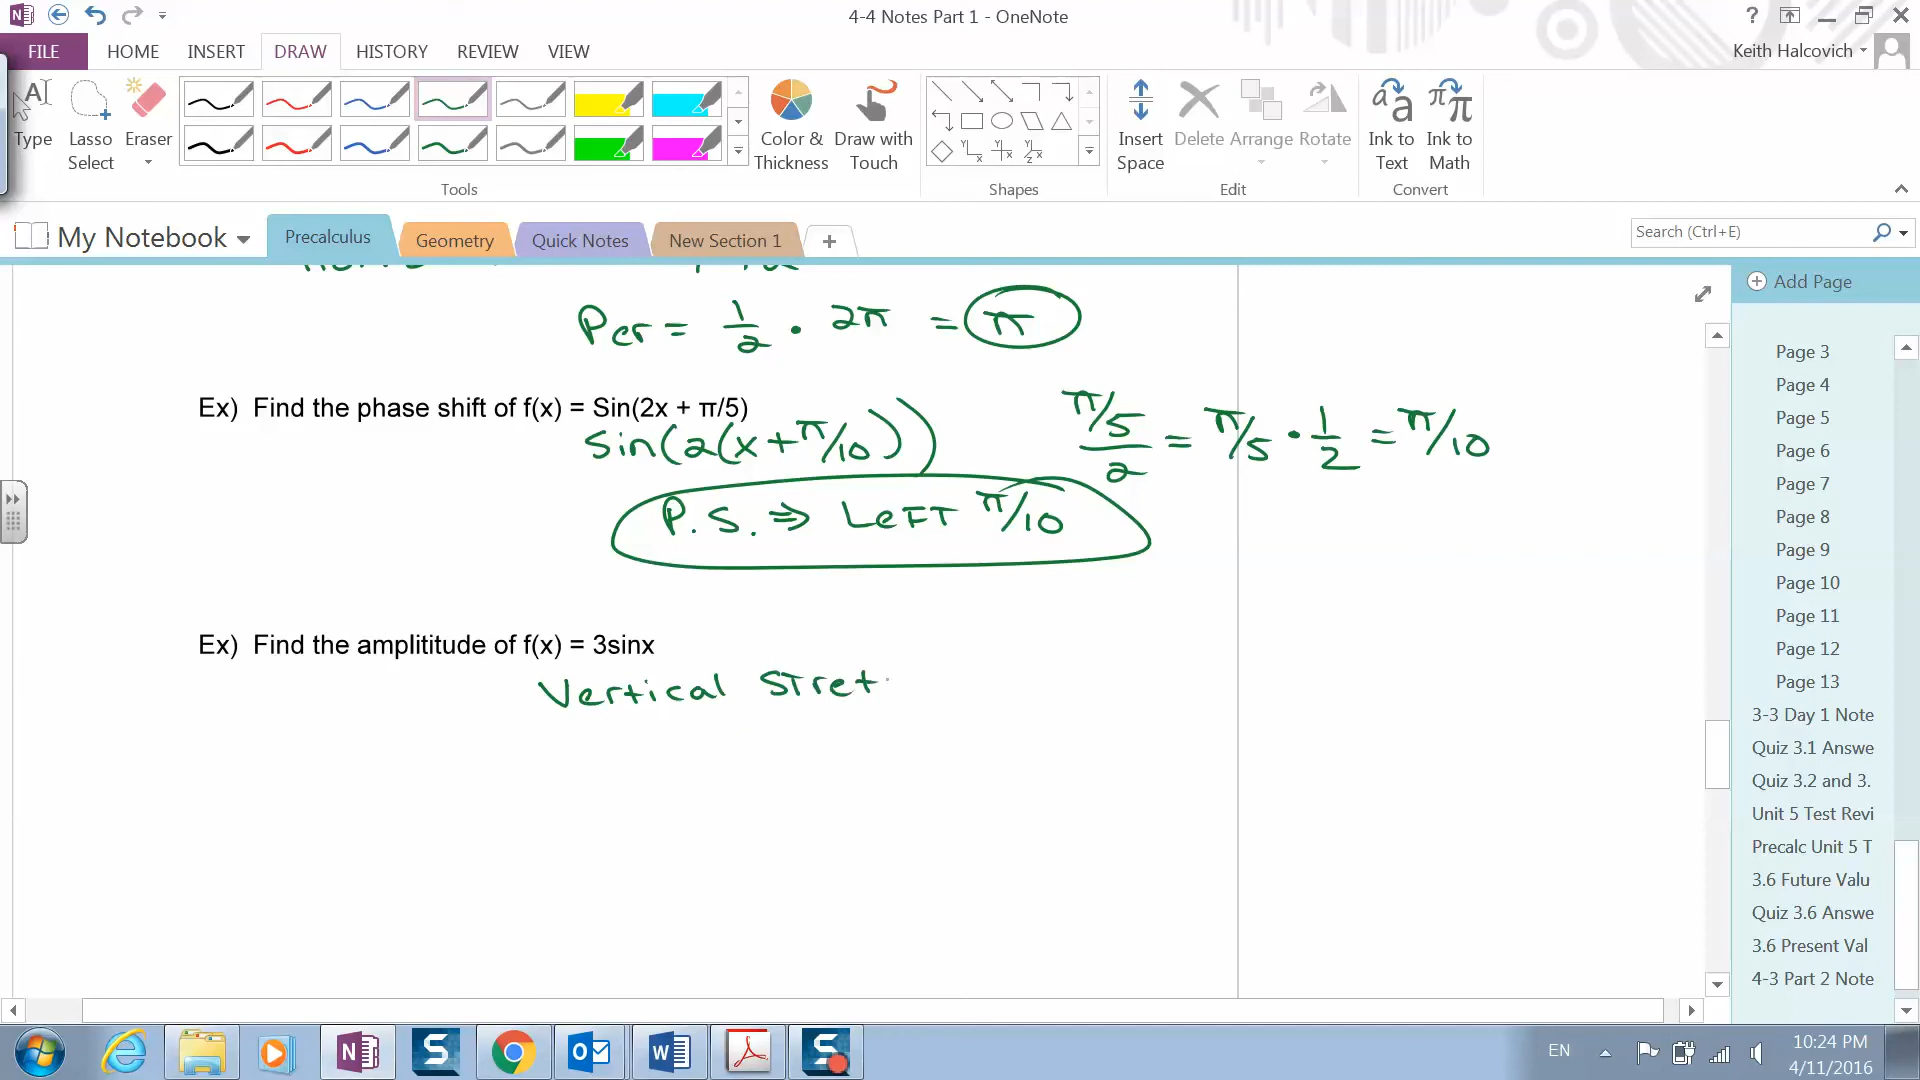 4-4 Notes Part 1 - OneNote
?
FILE HOME INSERT DRAW HISTORY REVIEW VIEW
Keith Halcovich
Type
Lasso Select
Eraser
Color & Thickness
Draw with Touch
Insert Space
Delete
Arrange
Rotate
Ink to Text
Ink to Math
Tools
Shapes
Edit
Convert
My Notebook
Precalculus
Geometry
Quick Notes
New Section 1
Search (Ctrl+E)
Per = 1/2 · 2π = π
Ex) Find the phase shift of f(x) = Sin(2x + π/5)
sin(2(x + π/10))
π/5 / 2 = π/5 · 1/2 = π/10
P.S. ⇒ LeFT π/10
Ex) Find the amplititude of f(x) = 3sinx
Vertical STret
Add Page
Page 3
Page 4
Page 5
Page 6
Page 7
Page 8
Page 9
Page 10
Page 11
Page 12
Page 13
3-3 Day 1 Note
Quiz 3.1 Answe
Quiz 3.2 and 3.
Unit 5 Test Revi
Precalc Unit 5 T
3.6 Future Valu
Quiz 3.6 Answe
3.6 Present Val
4-3 Part 2 Note
EN
10:24 PM
4/11/2016